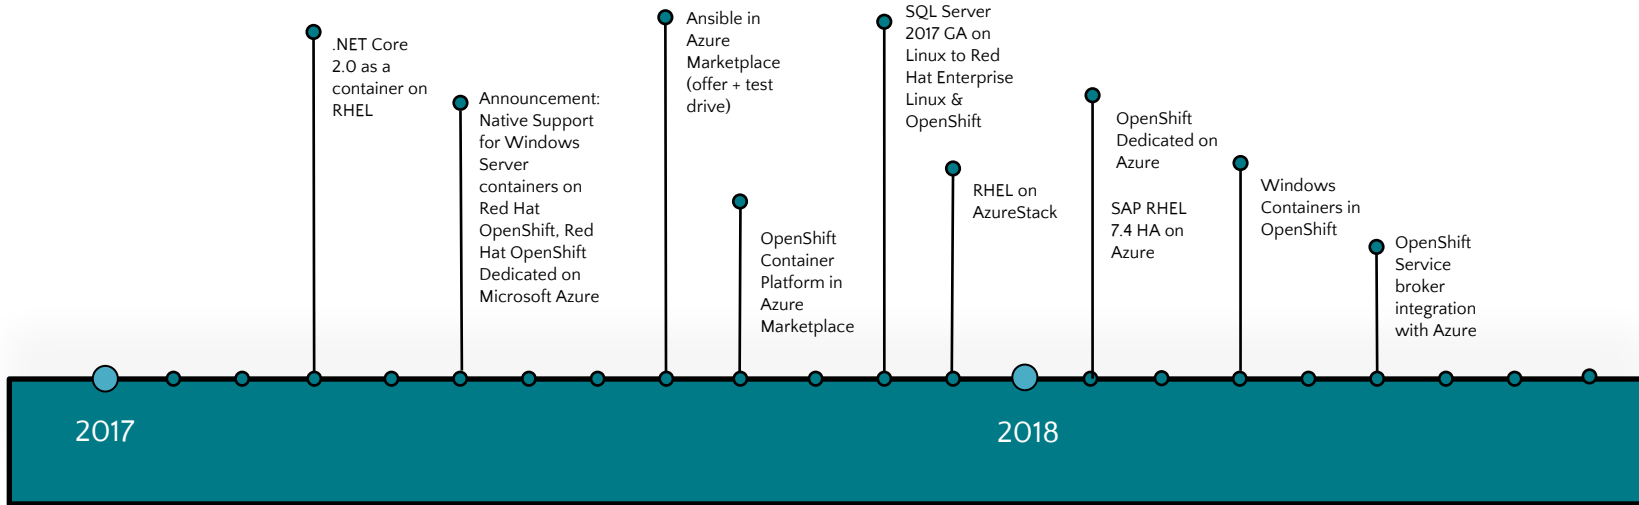 .NET Core
2.0 as a
container on
RHEL
Announcement:
Native Support
for Windows
Server
containers on
Red Hat
OpenShift, Red
Hat OpenShift
Dedicated on
Microsoft Azure
Ansible in
Azure
Marketplace
(offer + test
drive)
OpenShift
Container
Platform in
Azure
Marketplace
SQL Server
2017 GA on
Linux to Red
Hat Enterprise
Linux &
OpenShift
RHEL on
AzureStack
OpenShift
Dedicated on
Azure
SAP RHEL
7.4 HA on
Azure
Windows
Containers in
OpenShift
OpenShift
Service
broker
integration
with Azure
2017
2018